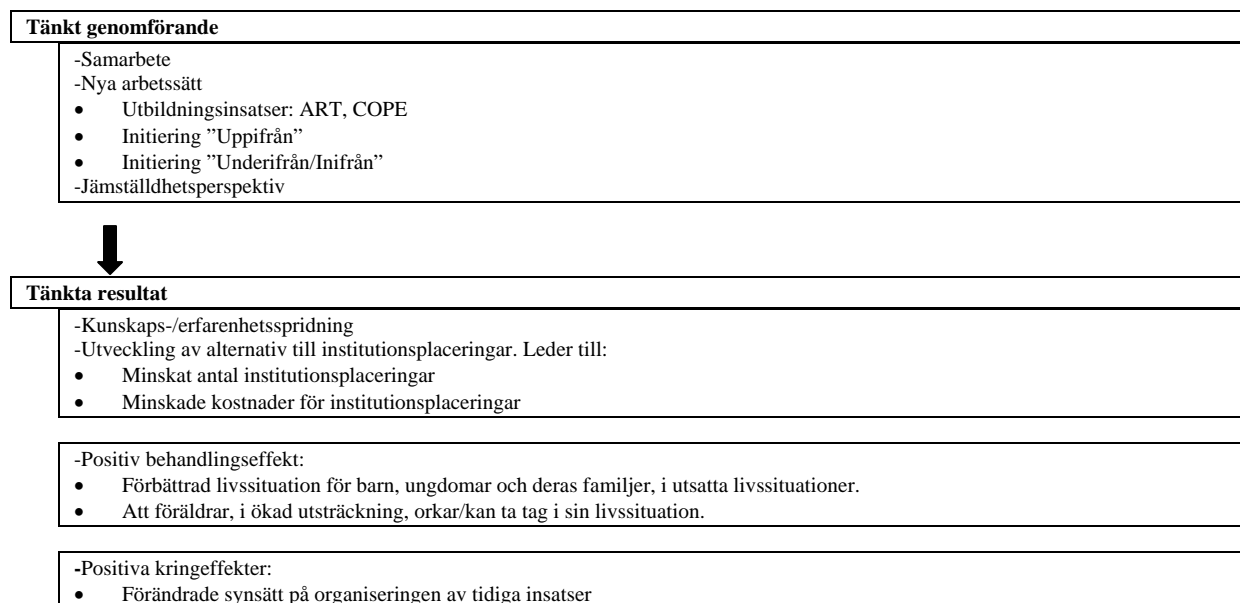 Tänkt genomförande
-Samarbete
-Nya arbetssätt
• Utbildningsinsatser: ART, COPE
• Initiering ”Uppifrån”
• Initiering ”Underifrån/Inifrån”
-Jämställdhetsperspektiv
Tänkta resultat
-Kunskaps-/erfarenhetsspridning
-Utveckling av alternativ till institutionsplaceringar. Leder till:
• Minskat antal institutionsplaceringar
• Minskade kostnader för institutionsplaceringar
-Positiv behandlingseffekt:
• Förbättrad livssituation för barn, ungdomar och deras familjer, i utsatta livssituationer.
• Att föräldrar, i ökad utsträckning, orkar/kan ta tag i sin livssituation.
-Positiva kringeffekter:
• Förändrade synsätt på organiseringen av tidiga insatser